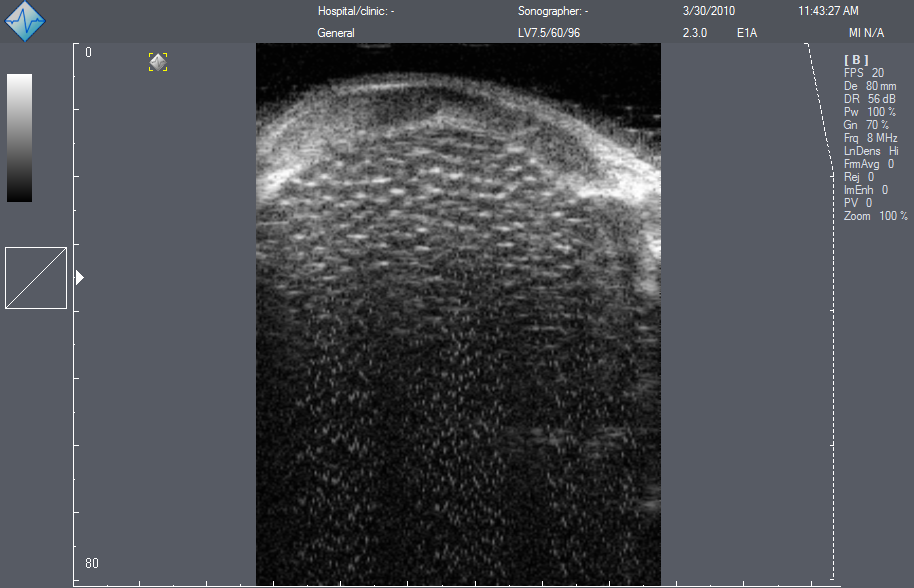 Hospital/clinic: - Sonographer: - 3/30/2010 11:43:27 AM
General LV7.5/60/96 2.3.0 E1A MI N/A
0
[ B ]
FPS 20
De 80 mm
DR 56 dB
Pw 100 %
Gn 70 %
Frq 8 MHz
LnDens Hi
FrmAvg 0
Rej 0
ImEnh 0
PV 0
Zoom 100 %
80